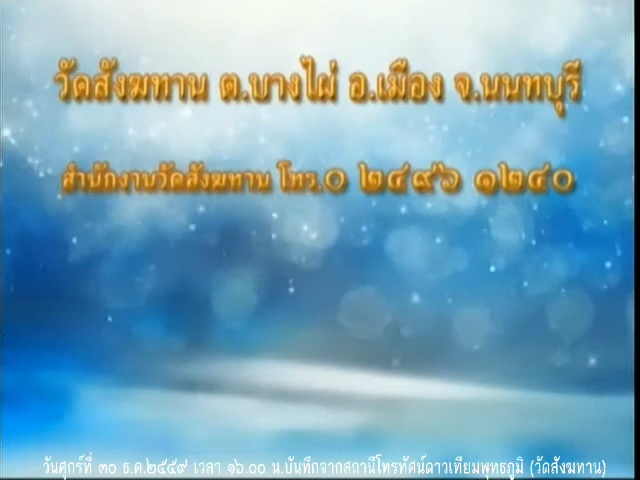 วัดสังฆทาน ต.บางไผ่ อ.เมือง จ.นนทบุรี
สำนักงานวัดสังฆทาน โทร.๐ ๒๔๙๖ ๑๒๔๐
วันศุกร์ที่ ๓๐ ธ.ค.๒๕๕๙ เวลา ๑๖.๐๐ น.บันทึกจากสถานีโทรทัศน์ดาวเทียมพุทธภูมิ (วัดสังฆทาน)